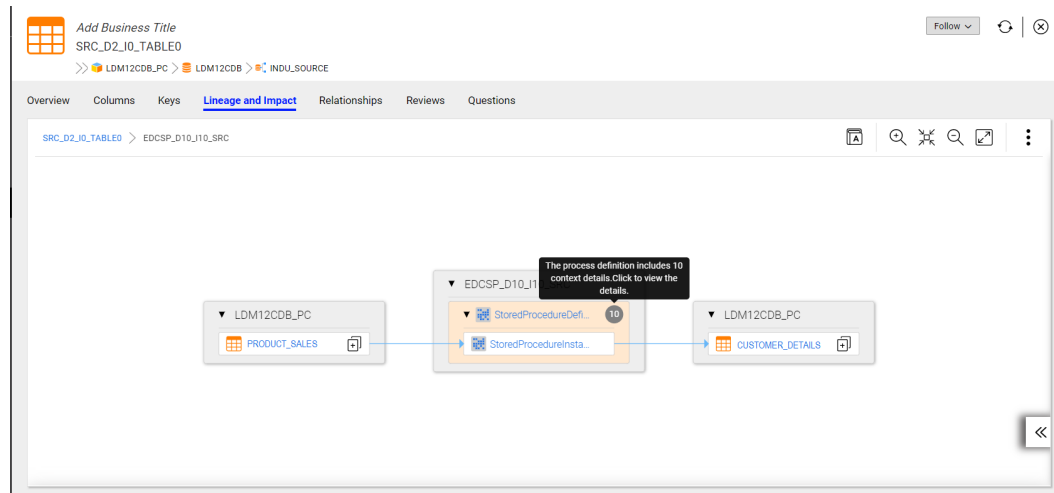 Add Business Title
Follow
SRC_D2_I0_TABLE0
LDM12CDB_PC > LDM12CDB > INDU_SOURCE
Overview Columns Keys Lineage and Impact Relationships Reviews Questions
SRC_D2_I0_TABLE0 > EDCSP_D10_I10_SRC
A
The process definition includes 10
context details.Click to view the
details.
EDCSP_D10_I1
LDM12CDB_PC
StoredProcedureDefi...
10
LDM12CDB_PC
PRODUCT_SALES
StoredProcedureInsta...
CUSTOMER_DETAILS